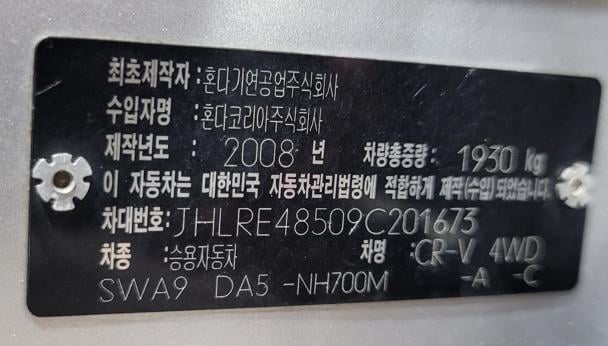 최초제작자 : 혼다기연공업주식회사
수입자명 : 혼다코리아주식회사
제작년도 : 2008 년 차량총중량 : 1930 kg
이 자동차는 대한민국 자동차관리법령에 적합하게 제작(수입) 되었습니다.
차대번호: JHLRE48509C201673
차종 : 승용자동차 차명 : CR-V 4WD
SWA9 DA5 -NH700M -A -C